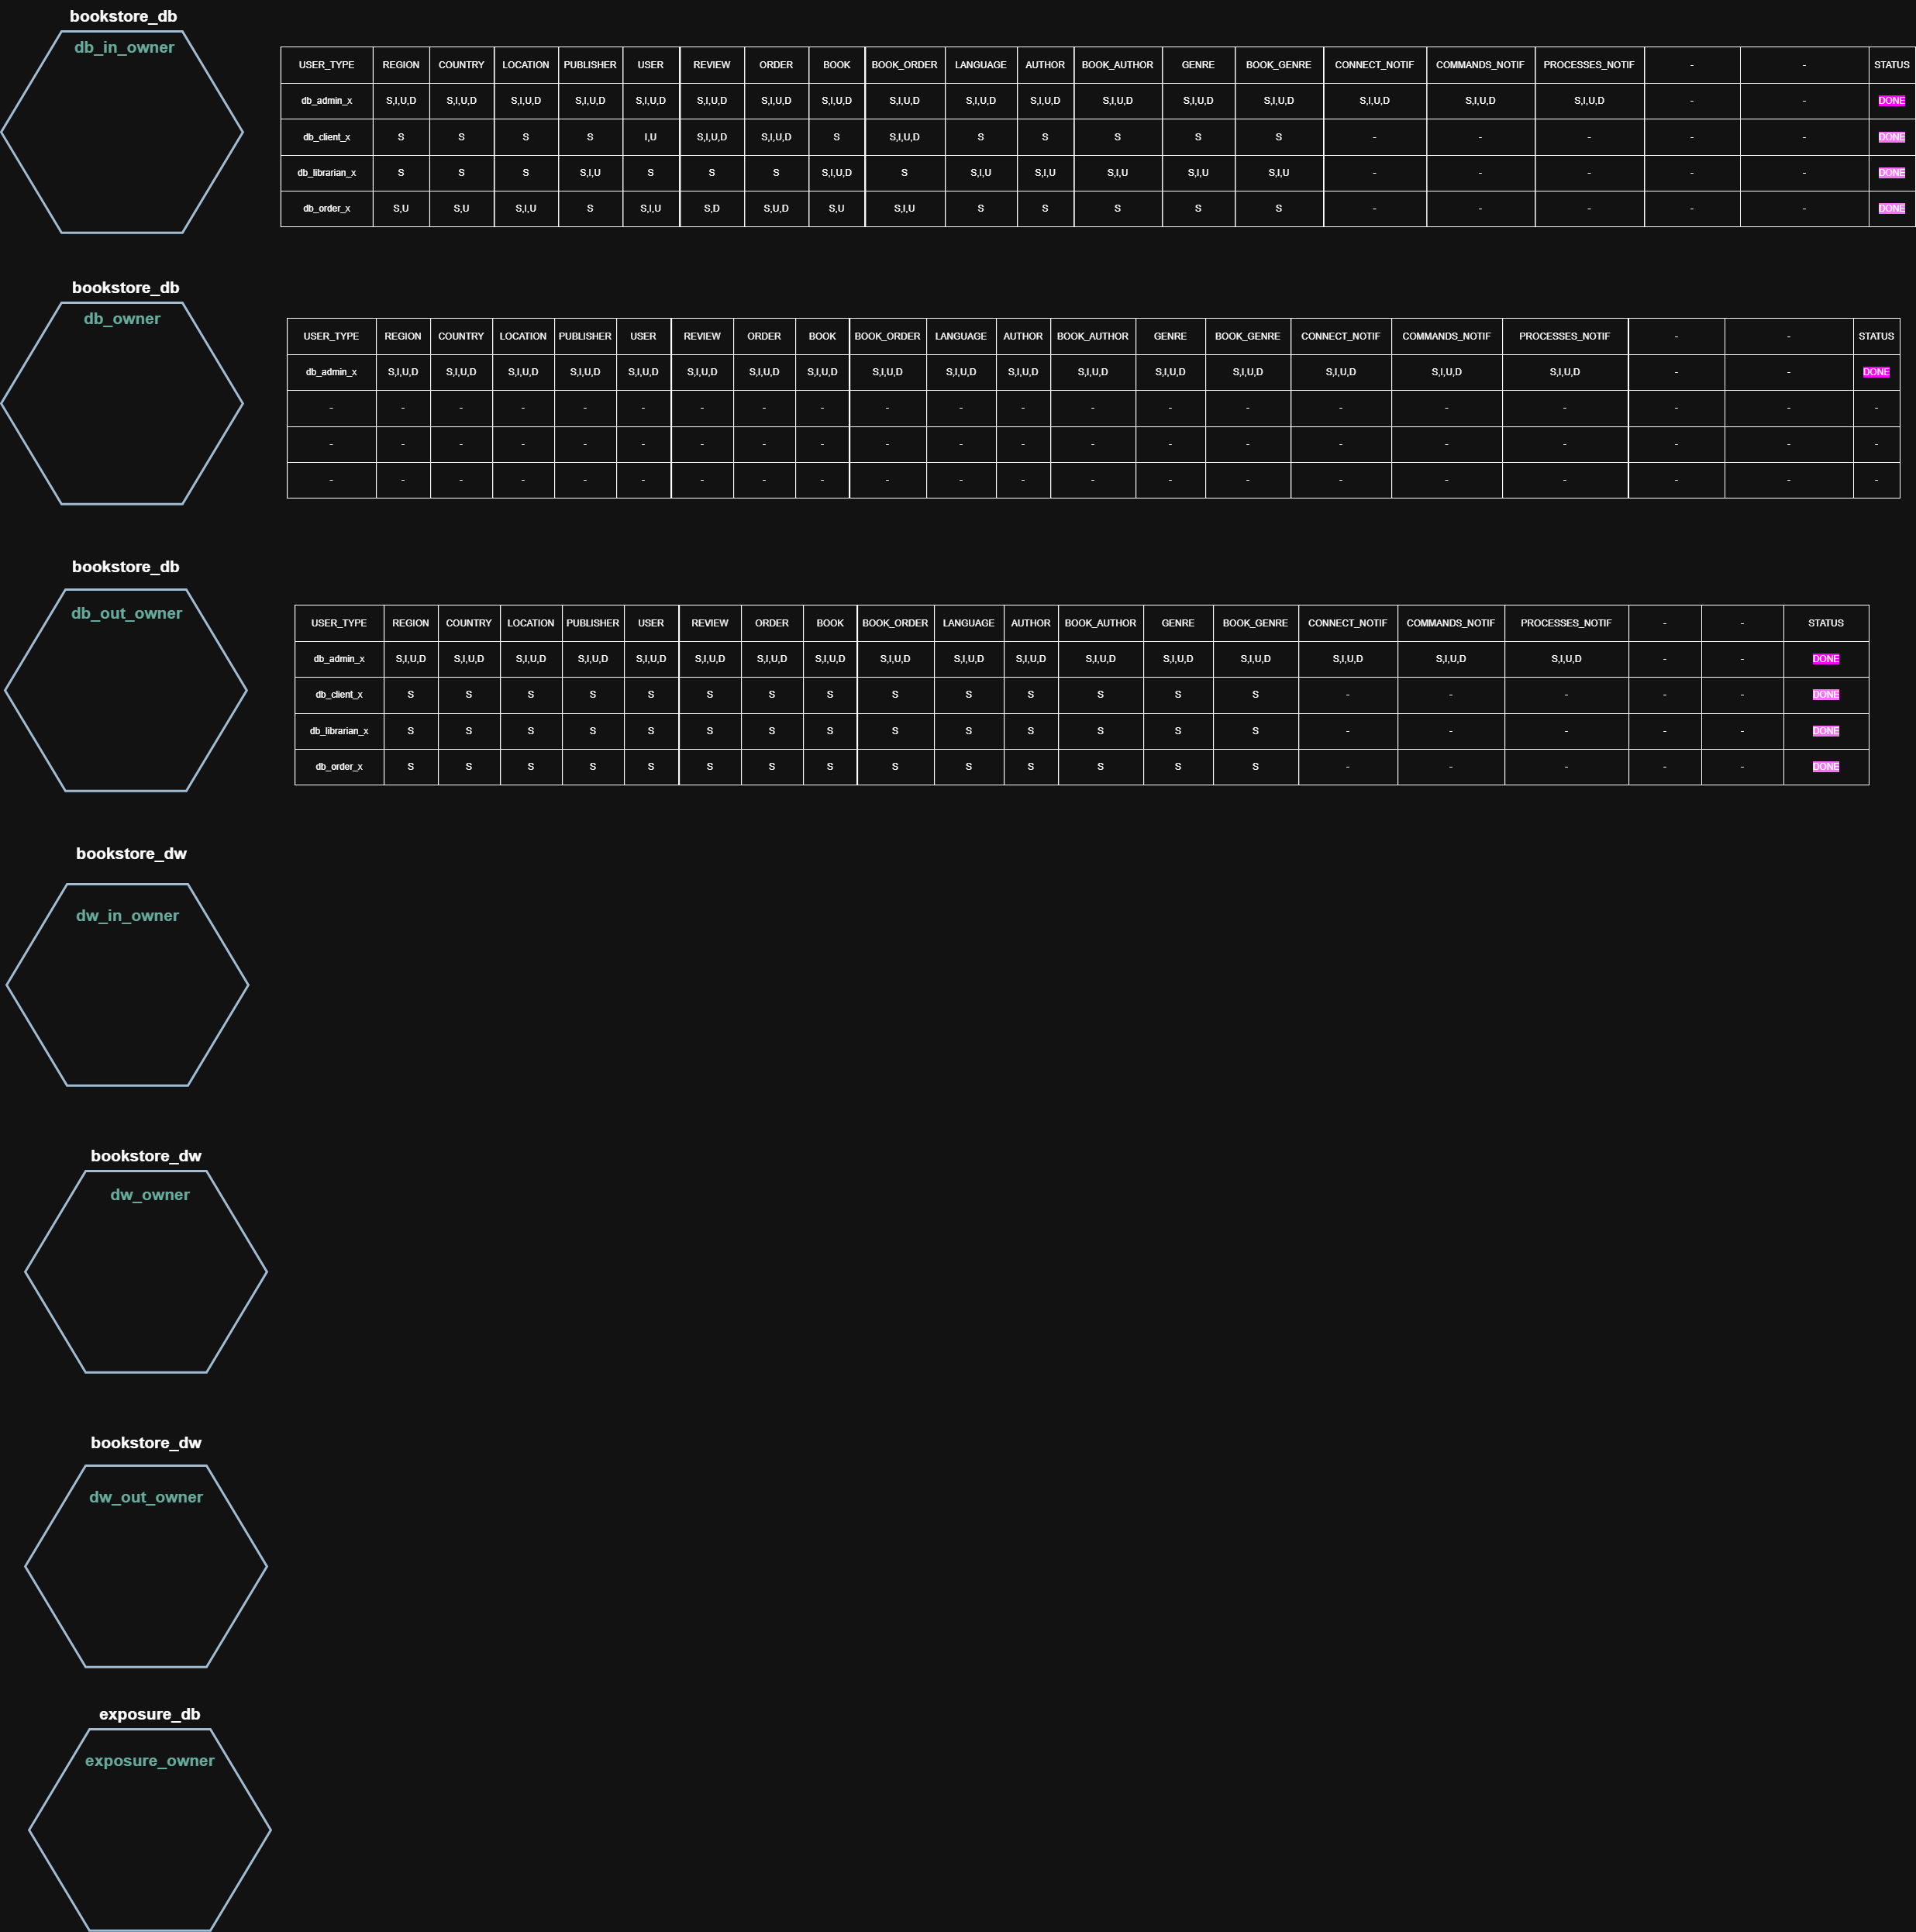 bookstore_db
db_in_owner
USER_TYPE REGION COUNTRY LOCATION PUBLISHER USER REVIEW ORDER BOOK BOOK_ORDER LANGUAGE AUTHOR BOOK_AUTHOR GENRE BOOK_GENRE CONNECT_NOTIF COMMANDS_NOTIF PROCESSES_NOTIF - - STATUS
db_admin_x S,I,U,D S,I,U,D S,I,U,D S,I,U,D S,I,U,D S,I,U,D S,I,U,D S,I,U,D S,I,U,D S,I,U,D S,I,U,D S,I,U,D S,I,U,D S,I,U,D S,I,U,D S,I,U,D S,I,U,D - - DONE
db_client_x S S S S I,U S,I,U,D S,I,U,D S S,I,U,D S S S S S - - - - - DONE
db_librarian_x S S S S,I,U S S S S,I,U,D S S,I,U S,I,U S,I,U S,I,U S,I,U - - - - - DONE
db_order_x S,U S,U S,I,U S S,I,U S,D S,U,D S,U S,I,U S S S S S - - - - - DONE
bookstore_db
db_owner
USER_TYPE REGION COUNTRY LOCATION PUBLISHER USER REVIEW ORDER BOOK BOOK_ORDER LANGUAGE AUTHOR BOOK_AUTHOR GENRE BOOK_GENRE CONNECT_NOTIF COMMANDS_NOTIF PROCESSES_NOTIF - - STATUS
db_admin_x S,I,U,D S,I,U,D S,I,U,D S,I,U,D S,I,U,D S,I,U,D S,I,U,D S,I,U,D S,I,U,D S,I,U,D S,I,U,D S,I,U,D S,I,U,D S,I,U,D S,I,U,D S,I,U,D S,I,U,D - - DONE
- - - - - - - - - - - - - - - - - - - - -
- - - - - - - - - - - - - - - - - - - - -
- - - - - - - - - - - - - - - - - - - - -
bookstore_db
db_out_owner
USER_TYPE REGION COUNTRY LOCATION PUBLISHER USER REVIEW ORDER BOOK BOOK_ORDER LANGUAGE AUTHOR BOOK_AUTHOR GENRE BOOK_GENRE CONNECT_NOTIF COMMANDS_NOTIF PROCESSES_NOTIF - - STATUS
db_admin_x S,I,U,D S,I,U,D S,I,U,D S,I,U,D S,I,U,D S,I,U,D S,I,U,D S,I,U,D S,I,U,D S,I,U,D S,I,U,D S,I,U,D S,I,U,D S,I,U,D S,I,U,D S,I,U,D S,I,U,D - - DONE
db_client_x S S S S S S S S S S S S S S - - - - - DONE
db_librarian_x S S S S S S S S S S S S S S - - - - - DONE
db_order_x S S S S S S S S S S S S S S - - - - - DONE
bookstore_dw
dw_in_owner
bookstore_dw
dw_owner
bookstore_dw
dw_out_owner
exposure_db
exposure_owner